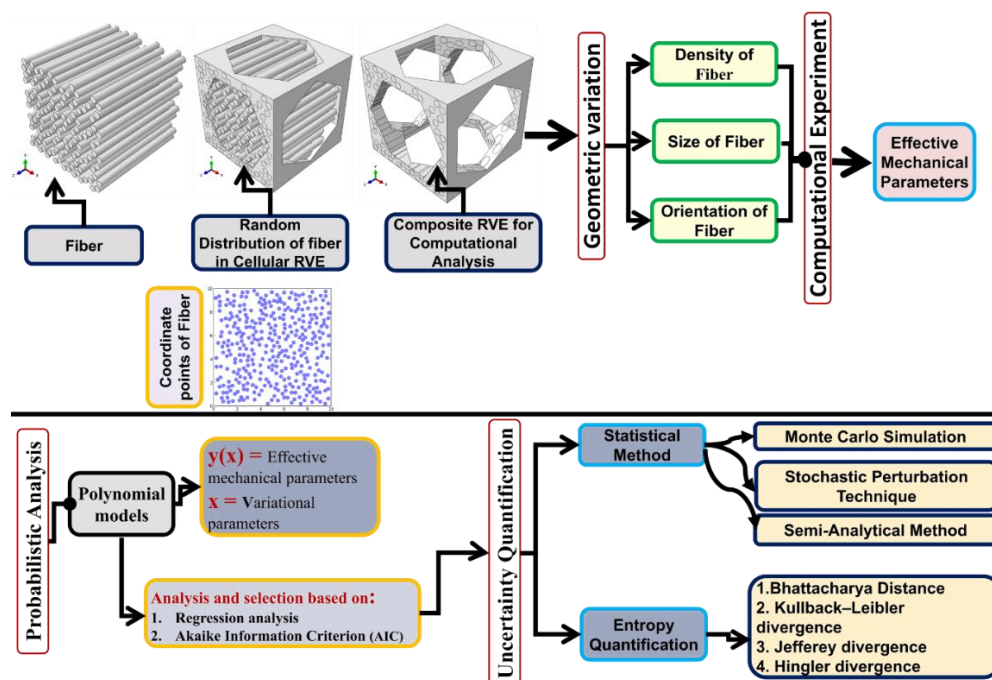 Fiber
Random
Distribution of fiber
in Cellular RVE
Composite RVE for
Computational
Analysis
Geometric variation
Density of
Fiber
Size of Fiber
Orientation of
Fiber
Computational Experiment
Effective
Mechanical
Parameters
Coordinate
points of Fiber
Probabilistic Analysis
Polynomial
models
y(x) = Effective
mechanical parameters
x = Variational
parameters
Analysis and selection based on:
1. Regression analysis
2. Akaike Information Criterion (AIC)
Uncertainty Quantification
Statistical
Method
Monte Carlo Simulation
Stochastic Perturbation
Technique
Semi-Analytical Method
Entropy
Quantification
1.Bhattacharya Distance
2. Kullback–Leibler
divergence
3. Jefferey divergence
4. Hingler divergence